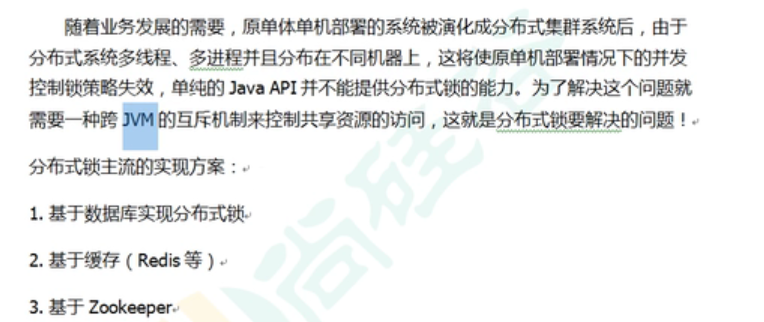 随着业务发展的需要，原单体单机部署的系统被演化成分布式集群系统后，由于
分布式系统多线程、多进程并且分布在不同机器上，这将使原单机部署情况下的并发
控制锁策略失效，单纯的 Java API 并不能提供分布式锁的能力。为了解决这个问题就
需要一种跨 JVM 的互斥机制来控制共享资源的访问，这就是分布式锁要解决的问题！
分布式锁主流的实现方案：
1. 基于数据库实现分布式锁
2. 基于缓存（Redis 等）
3. 基于 Zookeeper
尚硅谷